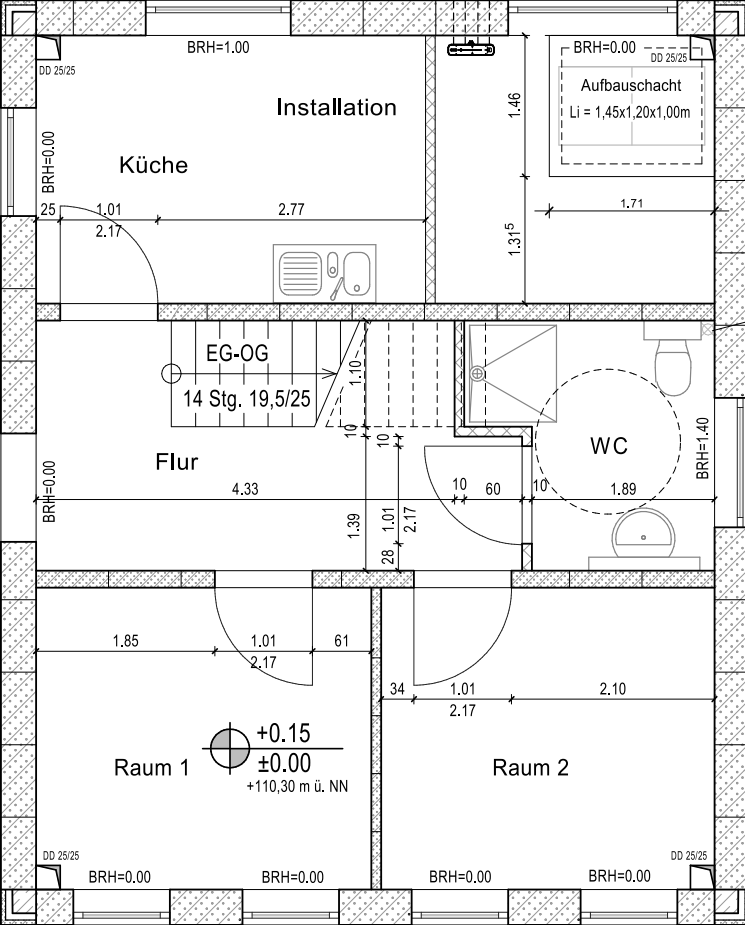 BRH=1.00
BRH=0.00
DD 25/25
DD 25/25
Aufbauschacht
Li = 1,45x1,20x1,00m
Installation
1.46
Küche
BRH=0.00
25
1.01
2.17
2.77
1.71
1.31⁵
EG-OG
14 Stg. 19,5/25
1.10
10
10
Flur
WC
BRH=1.40
BRH=0.00
4.33
10
60
10
1.89
1.39
1.01
2.17
28
1.85
1.01
2.17
61
34
1.01
2.17
2.10
+0.15
±0.00
+110,30 m ü. NN
Raum 1
Raum 2
DD 25/25
DD 25/25
BRH=0.00
BRH=0.00
BRH=0.00
BRH=0.00